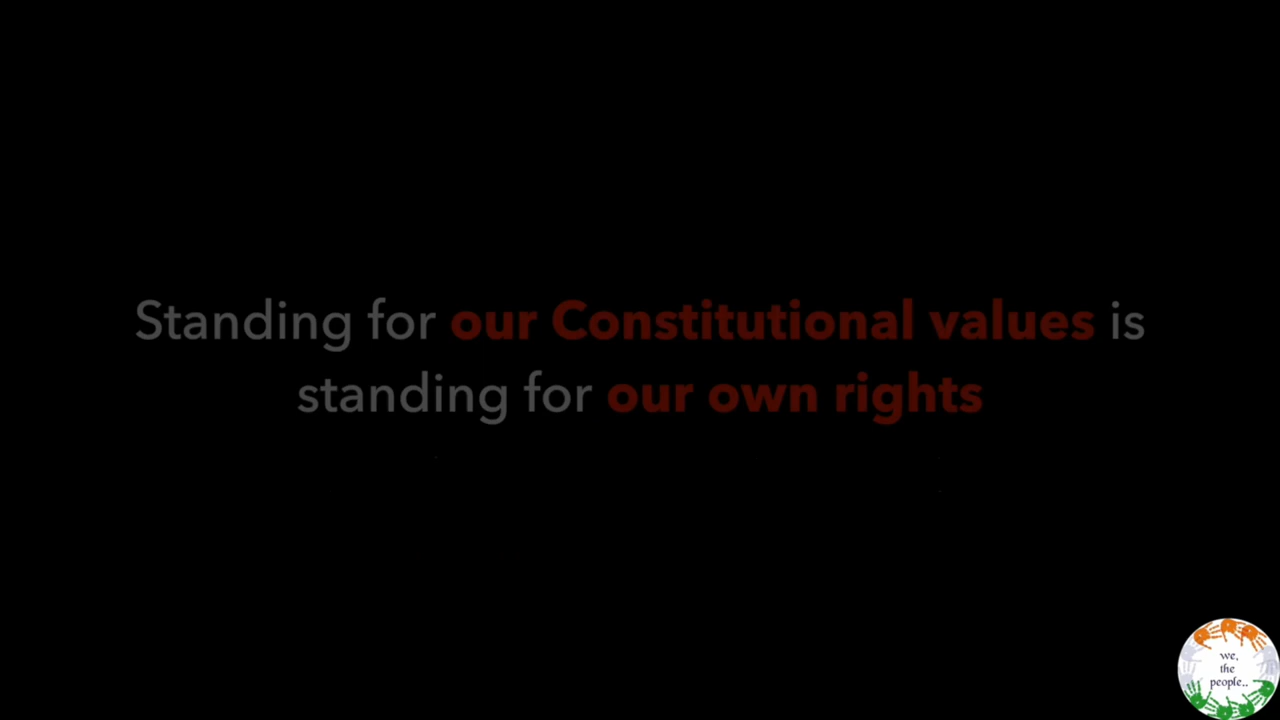 Standing for our Constitutional values is
standing for our own rights
we,
the
people..